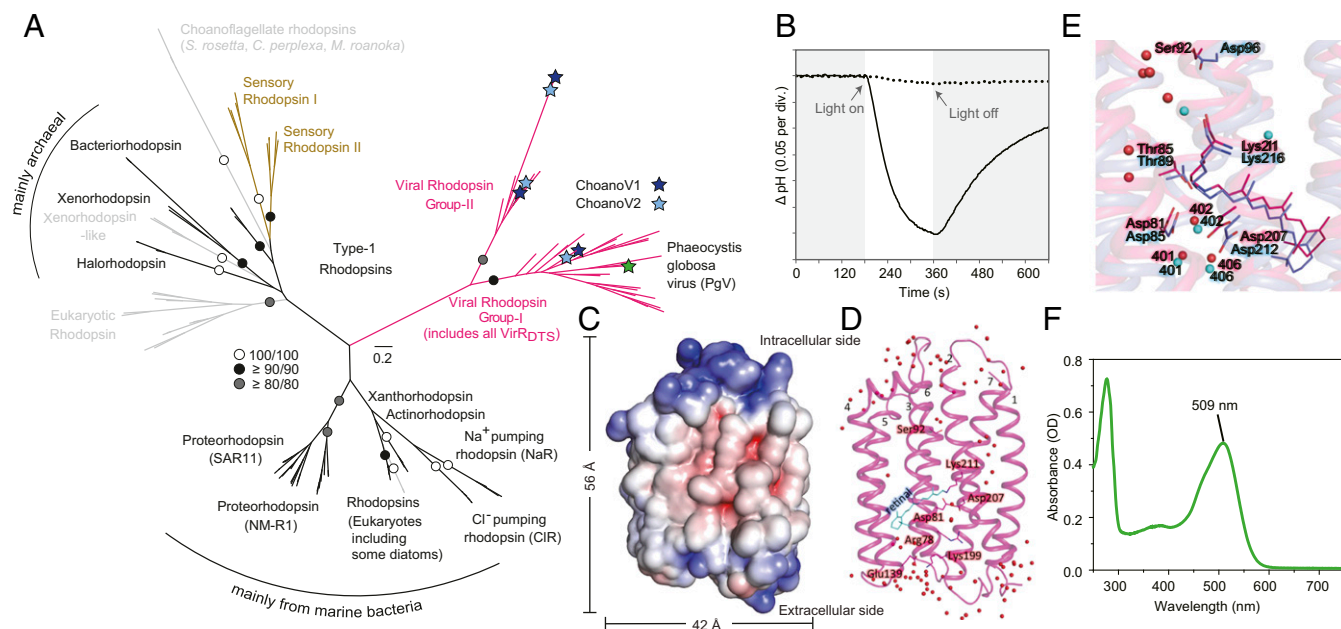 A
Choanoflagellate rhodopsins
(S. rosetta, C. perplexa, M. roanoka)
Sensory
Rhodopsin I
Sensory
Rhodopsin II
Bacteriorhodopsin
Xenorhodopsin
Xenorhodopsin
-like
Halorhodopsin
Eukaryotic
Rhodopsin
mainly archaeal
Type-1
Rhodopsins
Viral Rhodopsin
Group-II
ChoanoV1
ChoanoV2
Phaeocystis
globosa
virus (PgV)
Viral Rhodopsin
Group-I
(includes all VirRDTS)
0.2
100/100
≥ 90/90
≥ 80/80
Xanthorhodopsin
Actinorhodopsin
Na+ pumping
rhodopsin (NaR)
Proteorhodopsin
(SAR11)
Proteorhodopsin
(NM-R1)
Rhodopsins
(Eukaryotes
including
some diatoms)
Cl- pumping
rhodopsin (ClR)
mainly from marine bacteria
B
Δ pH (0.05 per div.)
Light on
Light off
0
120
240
360
480
600
Time (s)
C
Intracellular side
56 Å
42 Å
Extracellular side
D
2
7
6
1
4
3
5
Ser92
Lys211
retinal
Asp207
Asp81
Arg78
Lys199
Glu139
E
Ser92
Asp96
Thr85
Thr89
Lys211
Lys216
402
402
Asp81
Asp85
Asp207
Asp212
401
401
406
406
F
0.8
0.6
0.4
0.2
0.0
509 nm
Absorbance (OD)
300
400
500
600
700
Wavelength (nm)